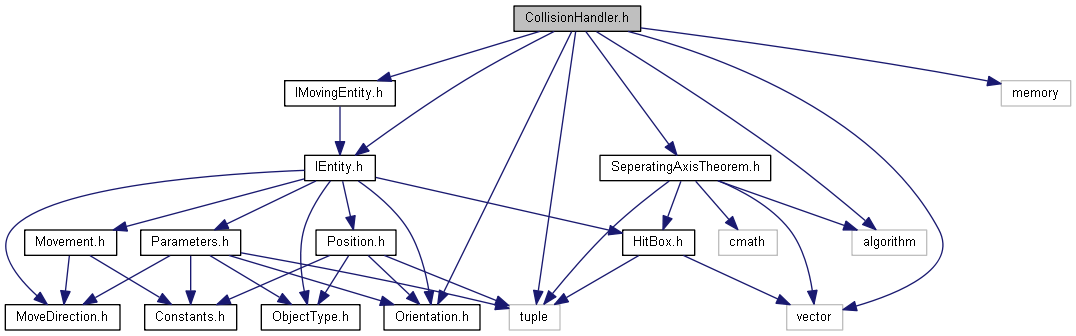 CollisionHandler.h
IMovingEntity.h
memory
IEntity.h
SeperatingAxisTheorem.h
Movement.h
Parameters.h
Position.h
HitBox.h
cmath
algorithm
MoveDirection.h
Constants.h
ObjectType.h
Orientation.h
tuple
vector